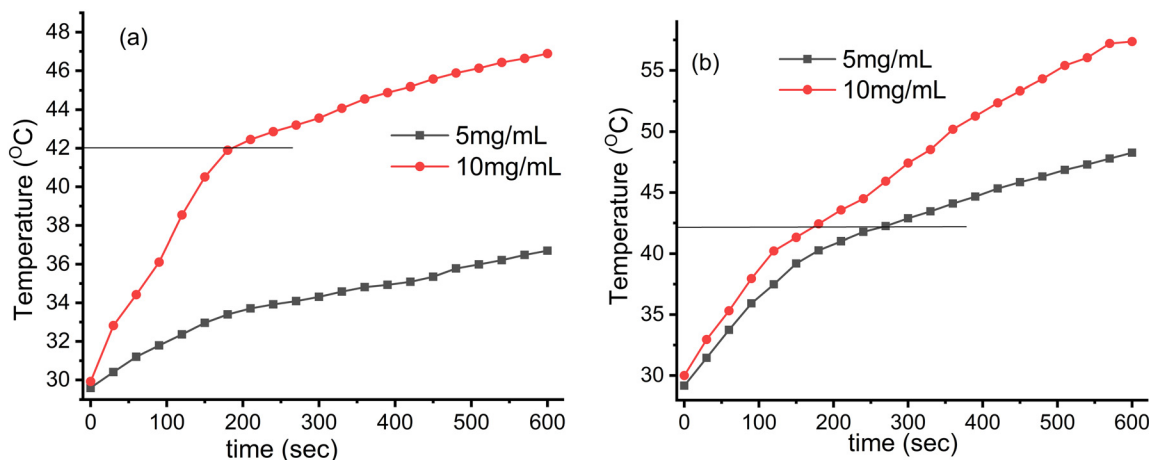 (a)
48
46
44
42
40
38
36
34
32
30
Temperature (OC)
5mg/mL
10mg/mL
0 100 200 300 400 500 600
time (sec)
(b)
55
50
45
40
35
30
Temperature (OC)
5mg/mL
10mg/mL
0 100 200 300 400 500 600
time (sec)